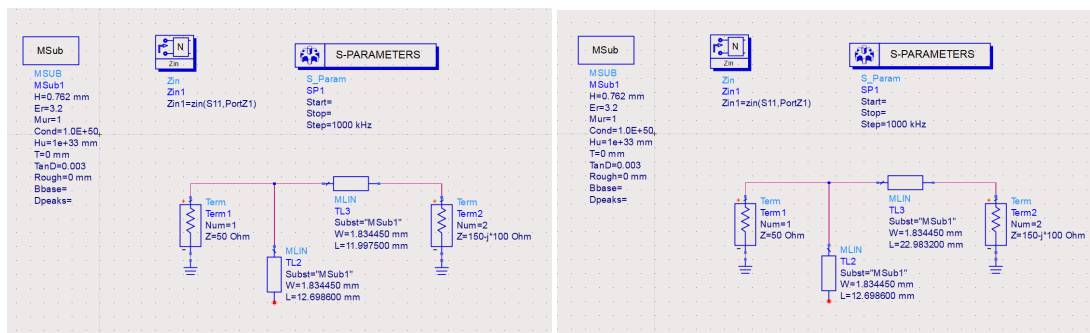 MSub
MSUB
MSub1
H=0.762 mm
Er=3.2
Mur=1
Cond=1.0E+50
Hu=1e+33 mm
T=0 mm
TanD=0.003
Rough=0 mm
Bbase=
Dpeaks=
N
Zin
Zin
Zin1
Zin1=zin(S11,PortZ1)
S-PARAMETERS
S_Param
SP1
Start=
Stop=
Step=1000 kHz
Term
Term1
Num=1
Z=50 Ohm
MLIN
TL2
Subst="MSub1"
W=1.834450 mm
L=12.698600 mm
MLIN
TL3
Subst="MSub1"
W=1.834450 mm
L=11.997500 mm
Term
Term2
Num=2
Z=150-j*100 Ohm
MSub
MSUB
MSub1
H=0.762 mm
Er=3.2
Mur=1
Cond=1.0E+50
Hu=1e+33 mm
T=0 mm
TanD=0.003
Rough=0 mm
Bbase=
Dpeaks=
N
Zin
Zin
Zin1
Zin1=zin(S11,PortZ1)
S-PARAMETERS
S_Param
SP1
Start=
Stop=
Step=1000 kHz
Term
Term1
Num=1
Z=50 Ohm
MLIN
TL2
Subst="MSub1"
W=1.834450 mm
L=12.698600 mm
MLIN
TL3
Subst="MSub1"
W=1.834450 mm
L=22.983200 mm
Term
Term2
Num=2
Z=150-j*100 Ohm